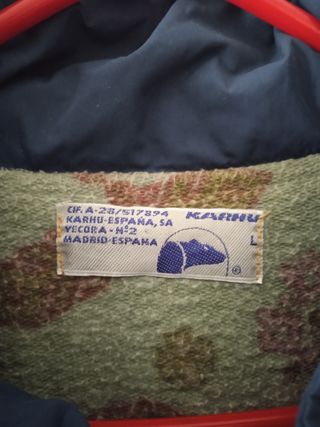 CIF. A-28/517894
KARHU-ESPAÑA, SA
YECORA-Nº2
MADRID-ESPAÑA
KARHU
L
®